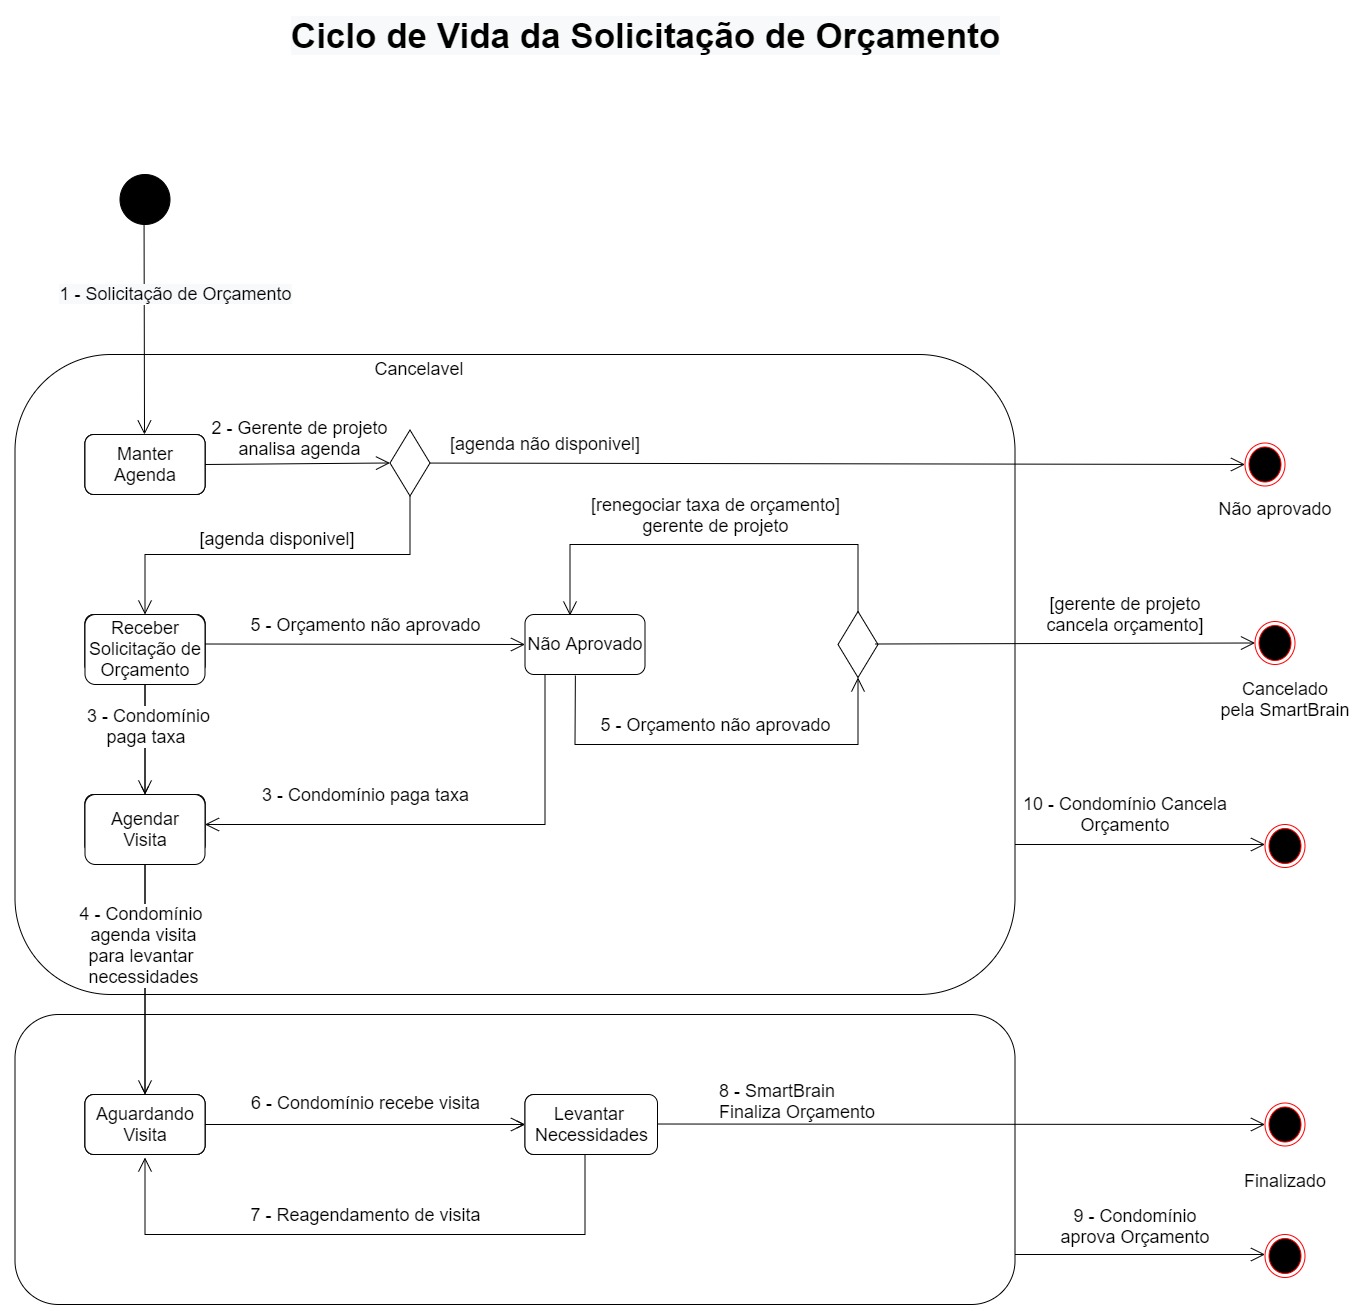 Ciclo de Vida da Solicitação de Orçamento
1 - Solicitação de Orçamento
Cancelavel
Manter
Agenda
2 - Gerente de projeto
analisa agenda
[agenda não disponivel]
Não aprovado
[agenda disponivel]
[renegociar taxa de orçamento]
gerente de projeto
Receber
Solicitação de
Orçamento
5 - Orçamento não aprovado
Não Aprovado
[gerente de projeto
cancela orçamento]
Cancelado
pela SmartBrain
3 - Condomínio
paga taxa
5 - Orçamento não aprovado
3 - Condomínio paga taxa
Agendar
Visita
10 - Condomínio Cancela
Orçamento
4 - Condomínio
agenda visita
para levantar
necessidades
Aguardando
Visita
6 - Condomínio recebe visita
Levantar
Necessidades
8 - SmartBrain
Finaliza Orçamento
Finalizado
7 - Reagendamento de visita
9 - Condomínio
aprova Orçamento